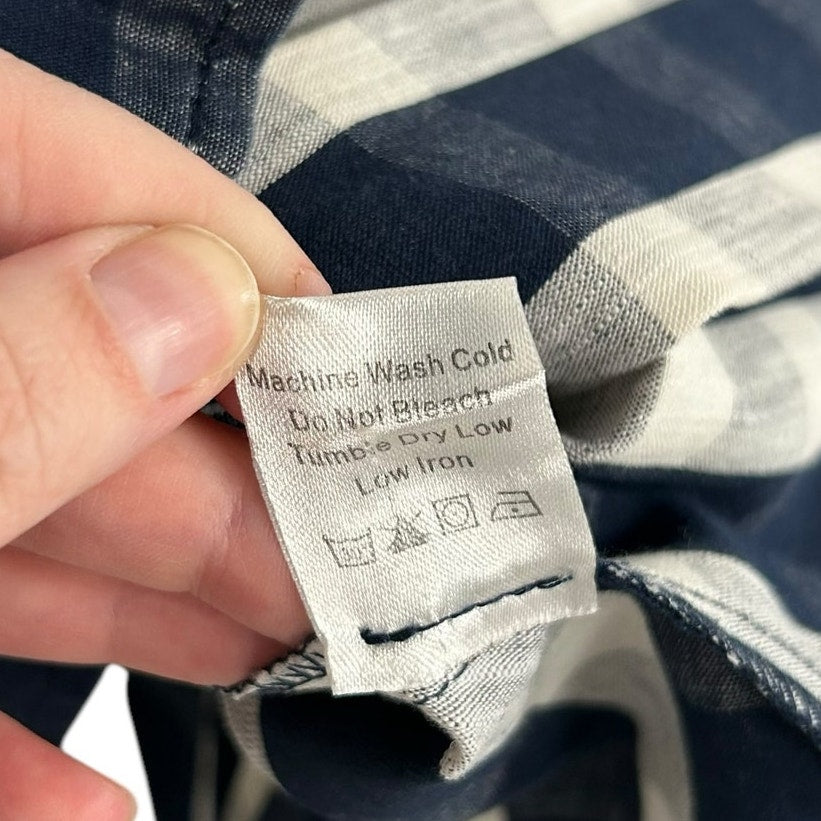 Machine Wash Cold
Do Not Bleach
Tumble Dry Low
Low Iron